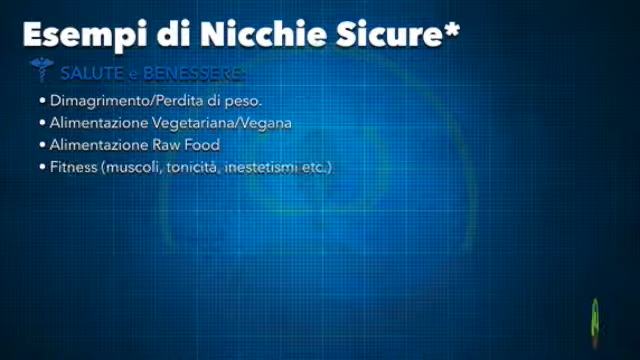 Esempi di Nicchie Sicure*
SALUTE e BENESSERE:
• Dimagrimento/Perdita di peso.
• Alimentazione Vegetariana/Vegana
• Alimentazione Raw Food
• Fitness (muscoli, tonicità, inestetismi etc.)